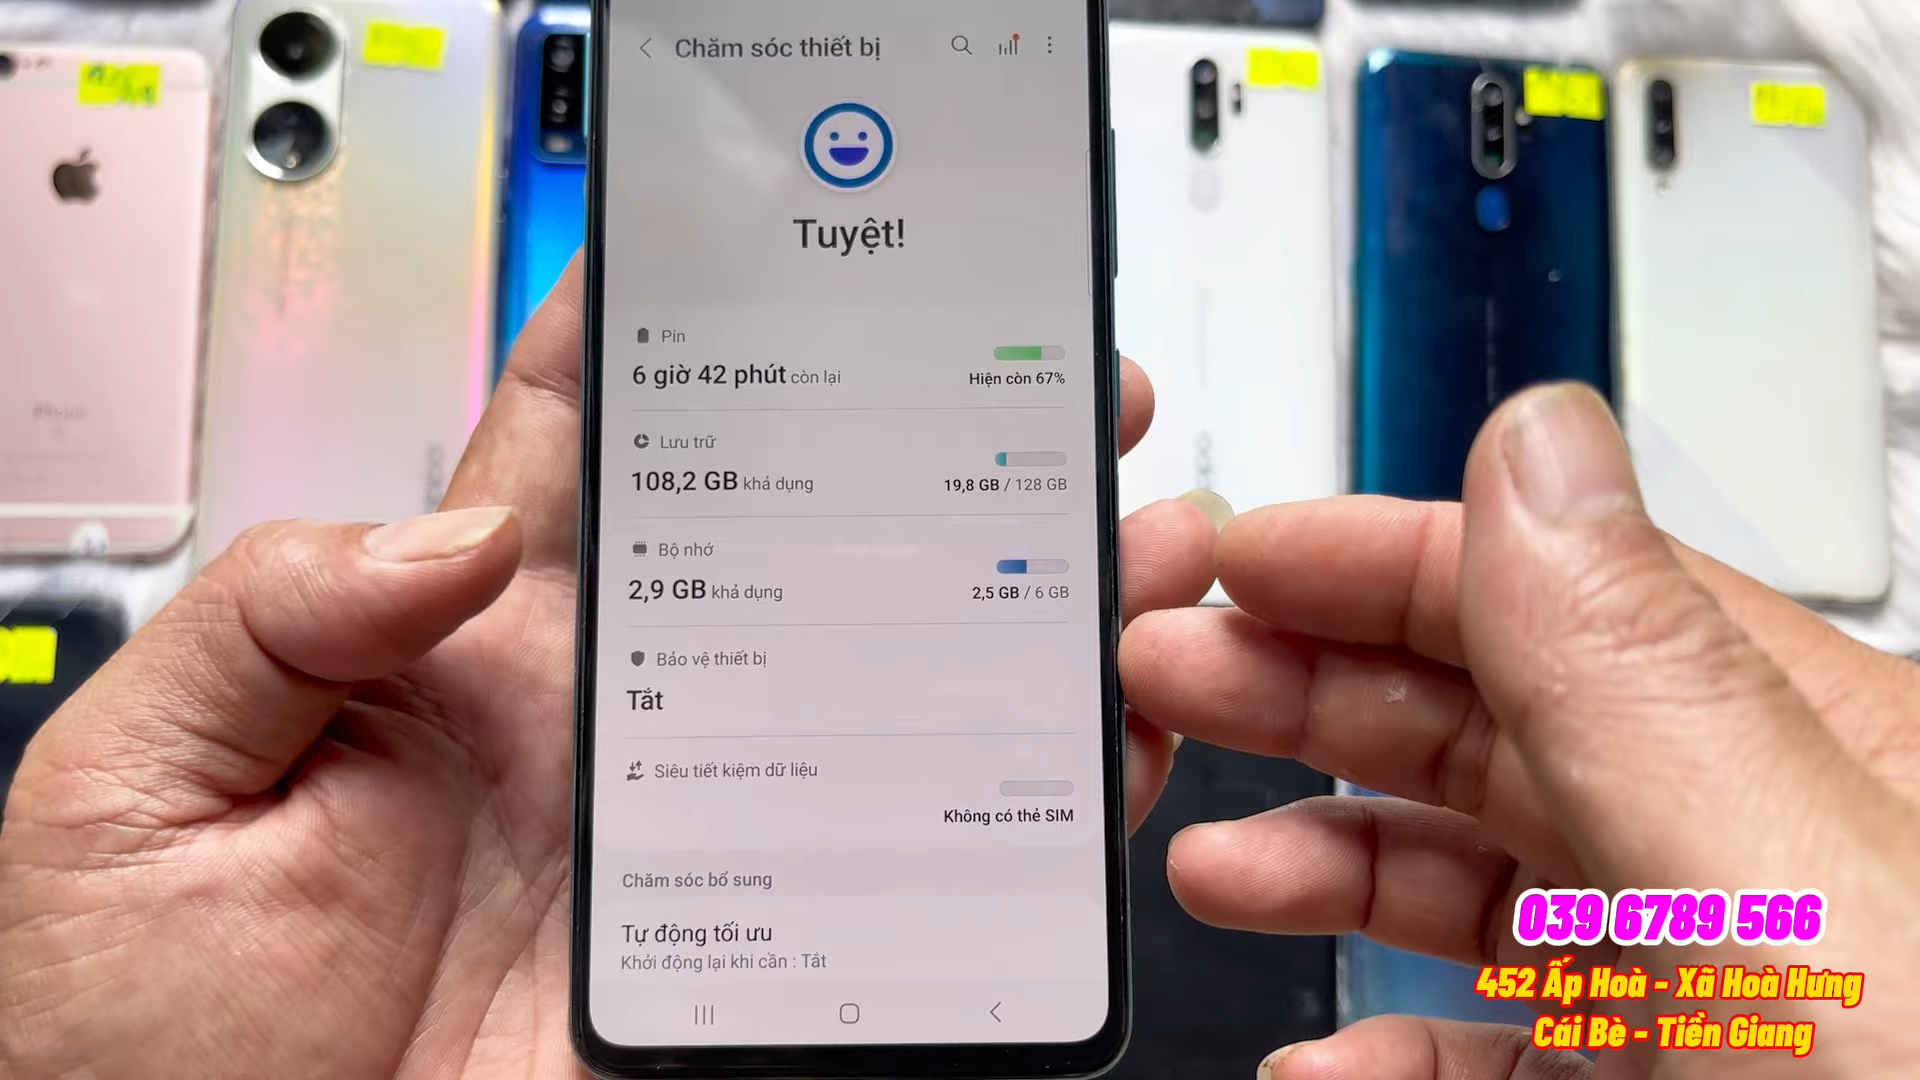 Chăm sóc thiết bị
Tuyệt!
Pin
6 giờ 42 phút còn lại
Hiện còn 67%
Lưu trữ
108,2 GB khả dụng
19,8 GB / 128 GB
Bộ nhớ
2,9 GB khả dụng
2,5 GB / 6 GB
Bảo vệ thiết bị
Tắt
Siêu tiết kiệm dữ liệu
Không có thẻ SIM
Chăm sóc bổ sung
Tự động tối ưu
Khởi động lại khi cần : Tắt
iPhone
oppo
039 6789 566
452 Ấp Hoà - Xã Hoà Hưng
Cái Bè - Tiền Giang